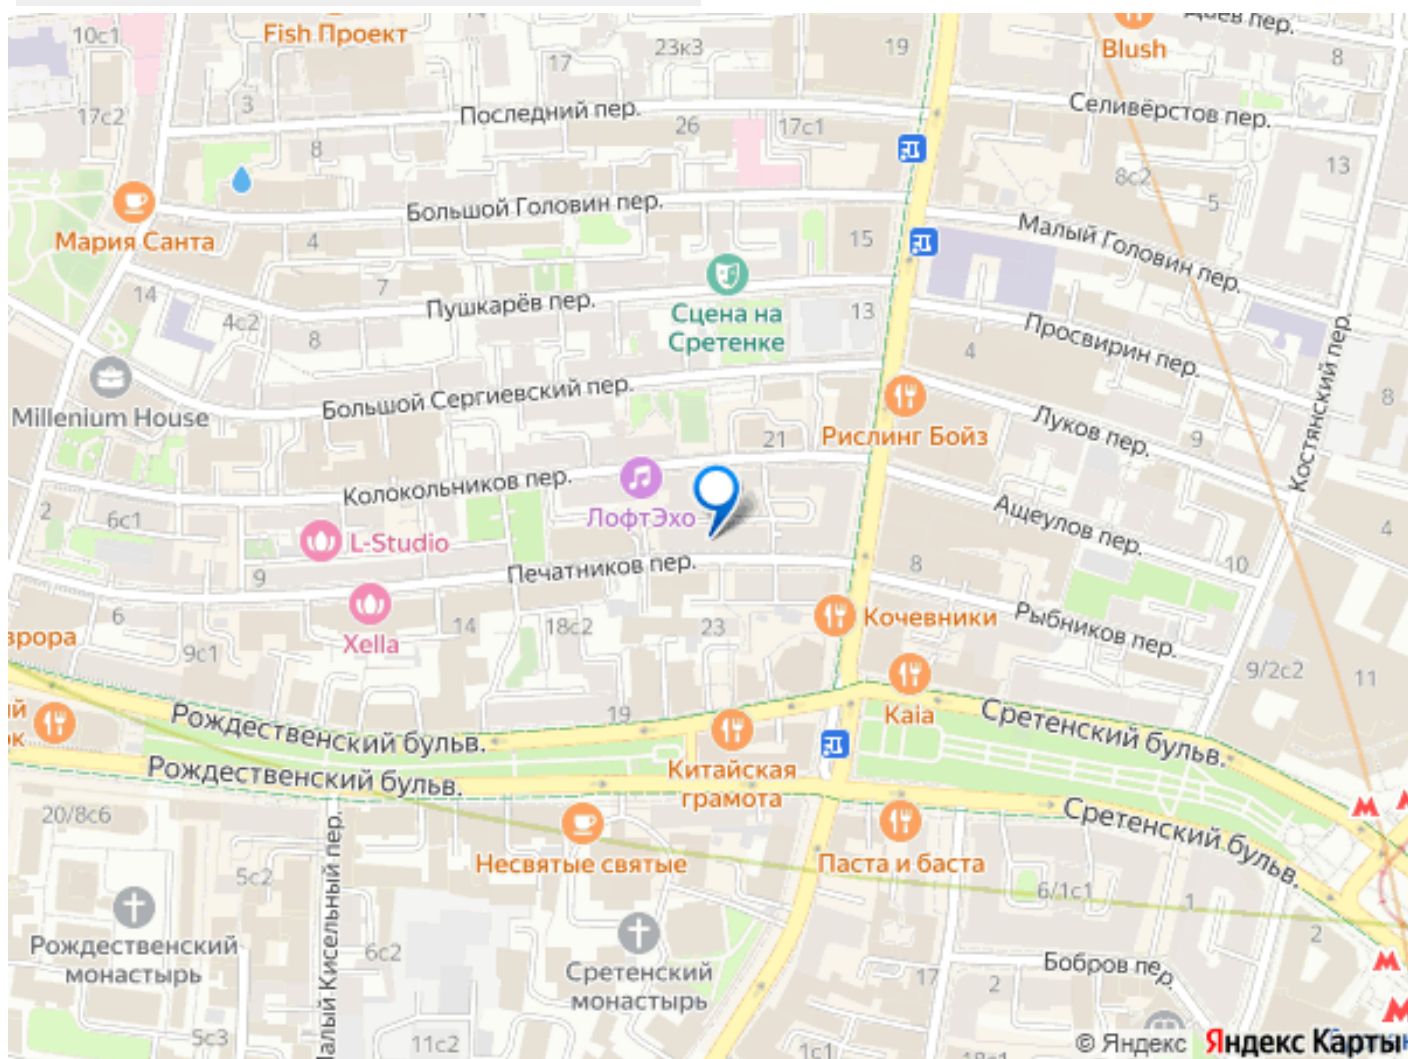 10с1
Fish Проект
23к3
19
Blush
Даев пер.
8
17
3
17с2
Последний пер.
26
17с1
Селивёрстов пер.
8
13
8с2
5
Мария Санта
Большой Головин пер.
4
15
Малый Головин пер.
14
7
Пушкарёв пер.
Сцена на
Сретенке
13
4с2
8
Просвирин пер.
4
Millenium House
Большой Сергиевский пер.
Рислинг Бойз
Луков пер.
9
8
Костянский пер.
21
Колокольников пер.
ЛофтЭхо
2
6с1
L-Studio
Ащеулов пер.
4
9
Печатников пер.
8
10
6
Xella
14
18с2
23
Кочевники
Рыбников пер.
9с1
9/2с2
11
19
Kaia
Рождественский бульв.
Сретенский бульв.
Рождественский бульв.
Китайская
грамота
Сретенский бульв.
20/8с6
Малый Кисельный пер.
Несвятые святые
Паста и баста
5с2
6/1с1
1
Рождественский
монастырь
6с2
Сретенский
монастырь
2
17
2
Бобров пер.
5с3
11с2
1с1
18с1
© Яндекс Яндекс Карты